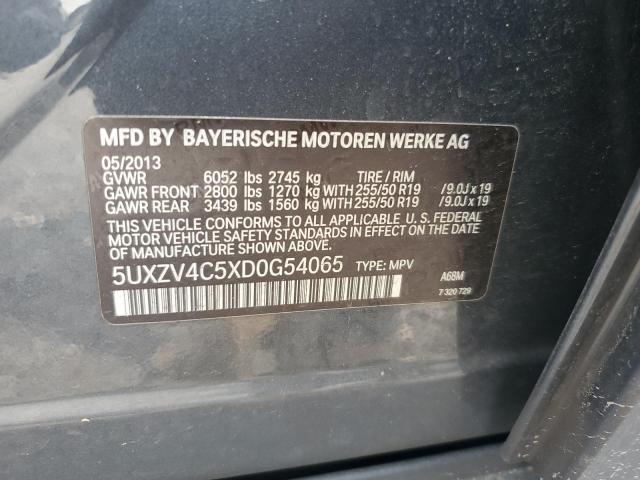 MFD BY BAYERISCHE MOTOREN WERKE AG
05/2013
GVWR 6052 lbs 2745 kg TIRE / RIM
GAWR FRONT 2800 lbs 1270 kg WITH 255/50 R19 /9.0J x 19
GAWR REAR 3439 lbs 1560 kg WITH 255/50 R19 /9.0J x 19
THIS VEHICLE CONFORMS TO ALL APPLICABLE U. S. FEDERAL
MOTOR VEHICLE SAFETY STANDARDS IN EFFECT ON THE DATE
OF MANUFACTURE SHOWN ABOVE.
5UXZV4C5XD0G54065 TYPE: MPV A68M
7 320 729